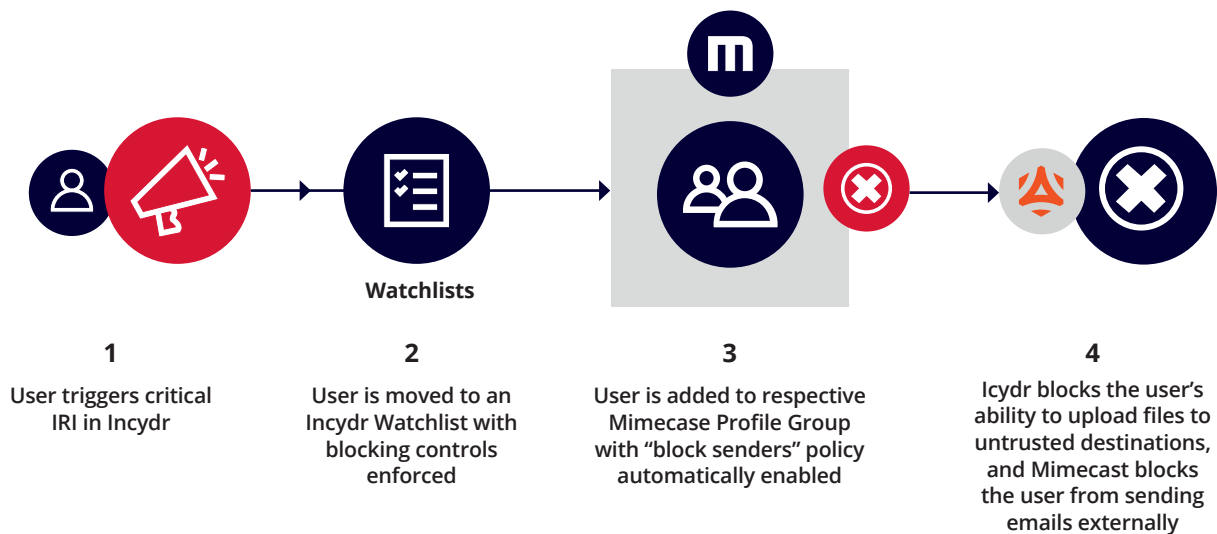 m
Watchlists
1
User triggers critical
IRI in Incydr
2
User is moved to an
Incydr Watchlist with
blocking controls
enforced
3
User is added to respective
Mimecase Profile Group
with “block senders” policy
automatically enabled
4
Icydr blocks the user’s
ability to upload files to
untrusted destinations,
and Mimecast blocks
the user from sending
emails externally